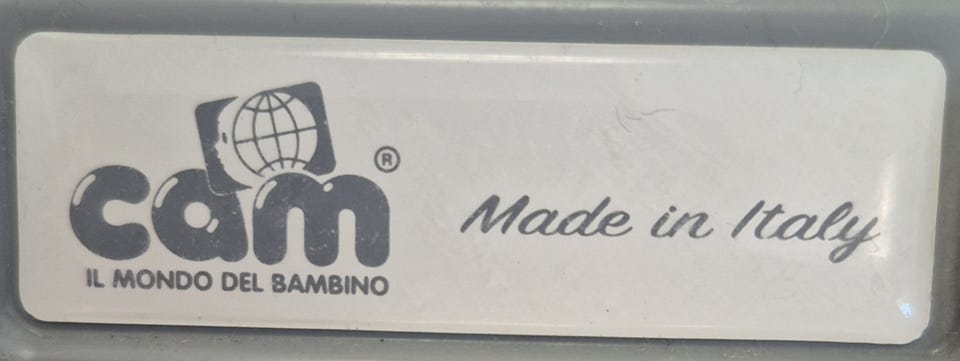 cam®
IL MONDO DEL BAMBINO
Made in Italy